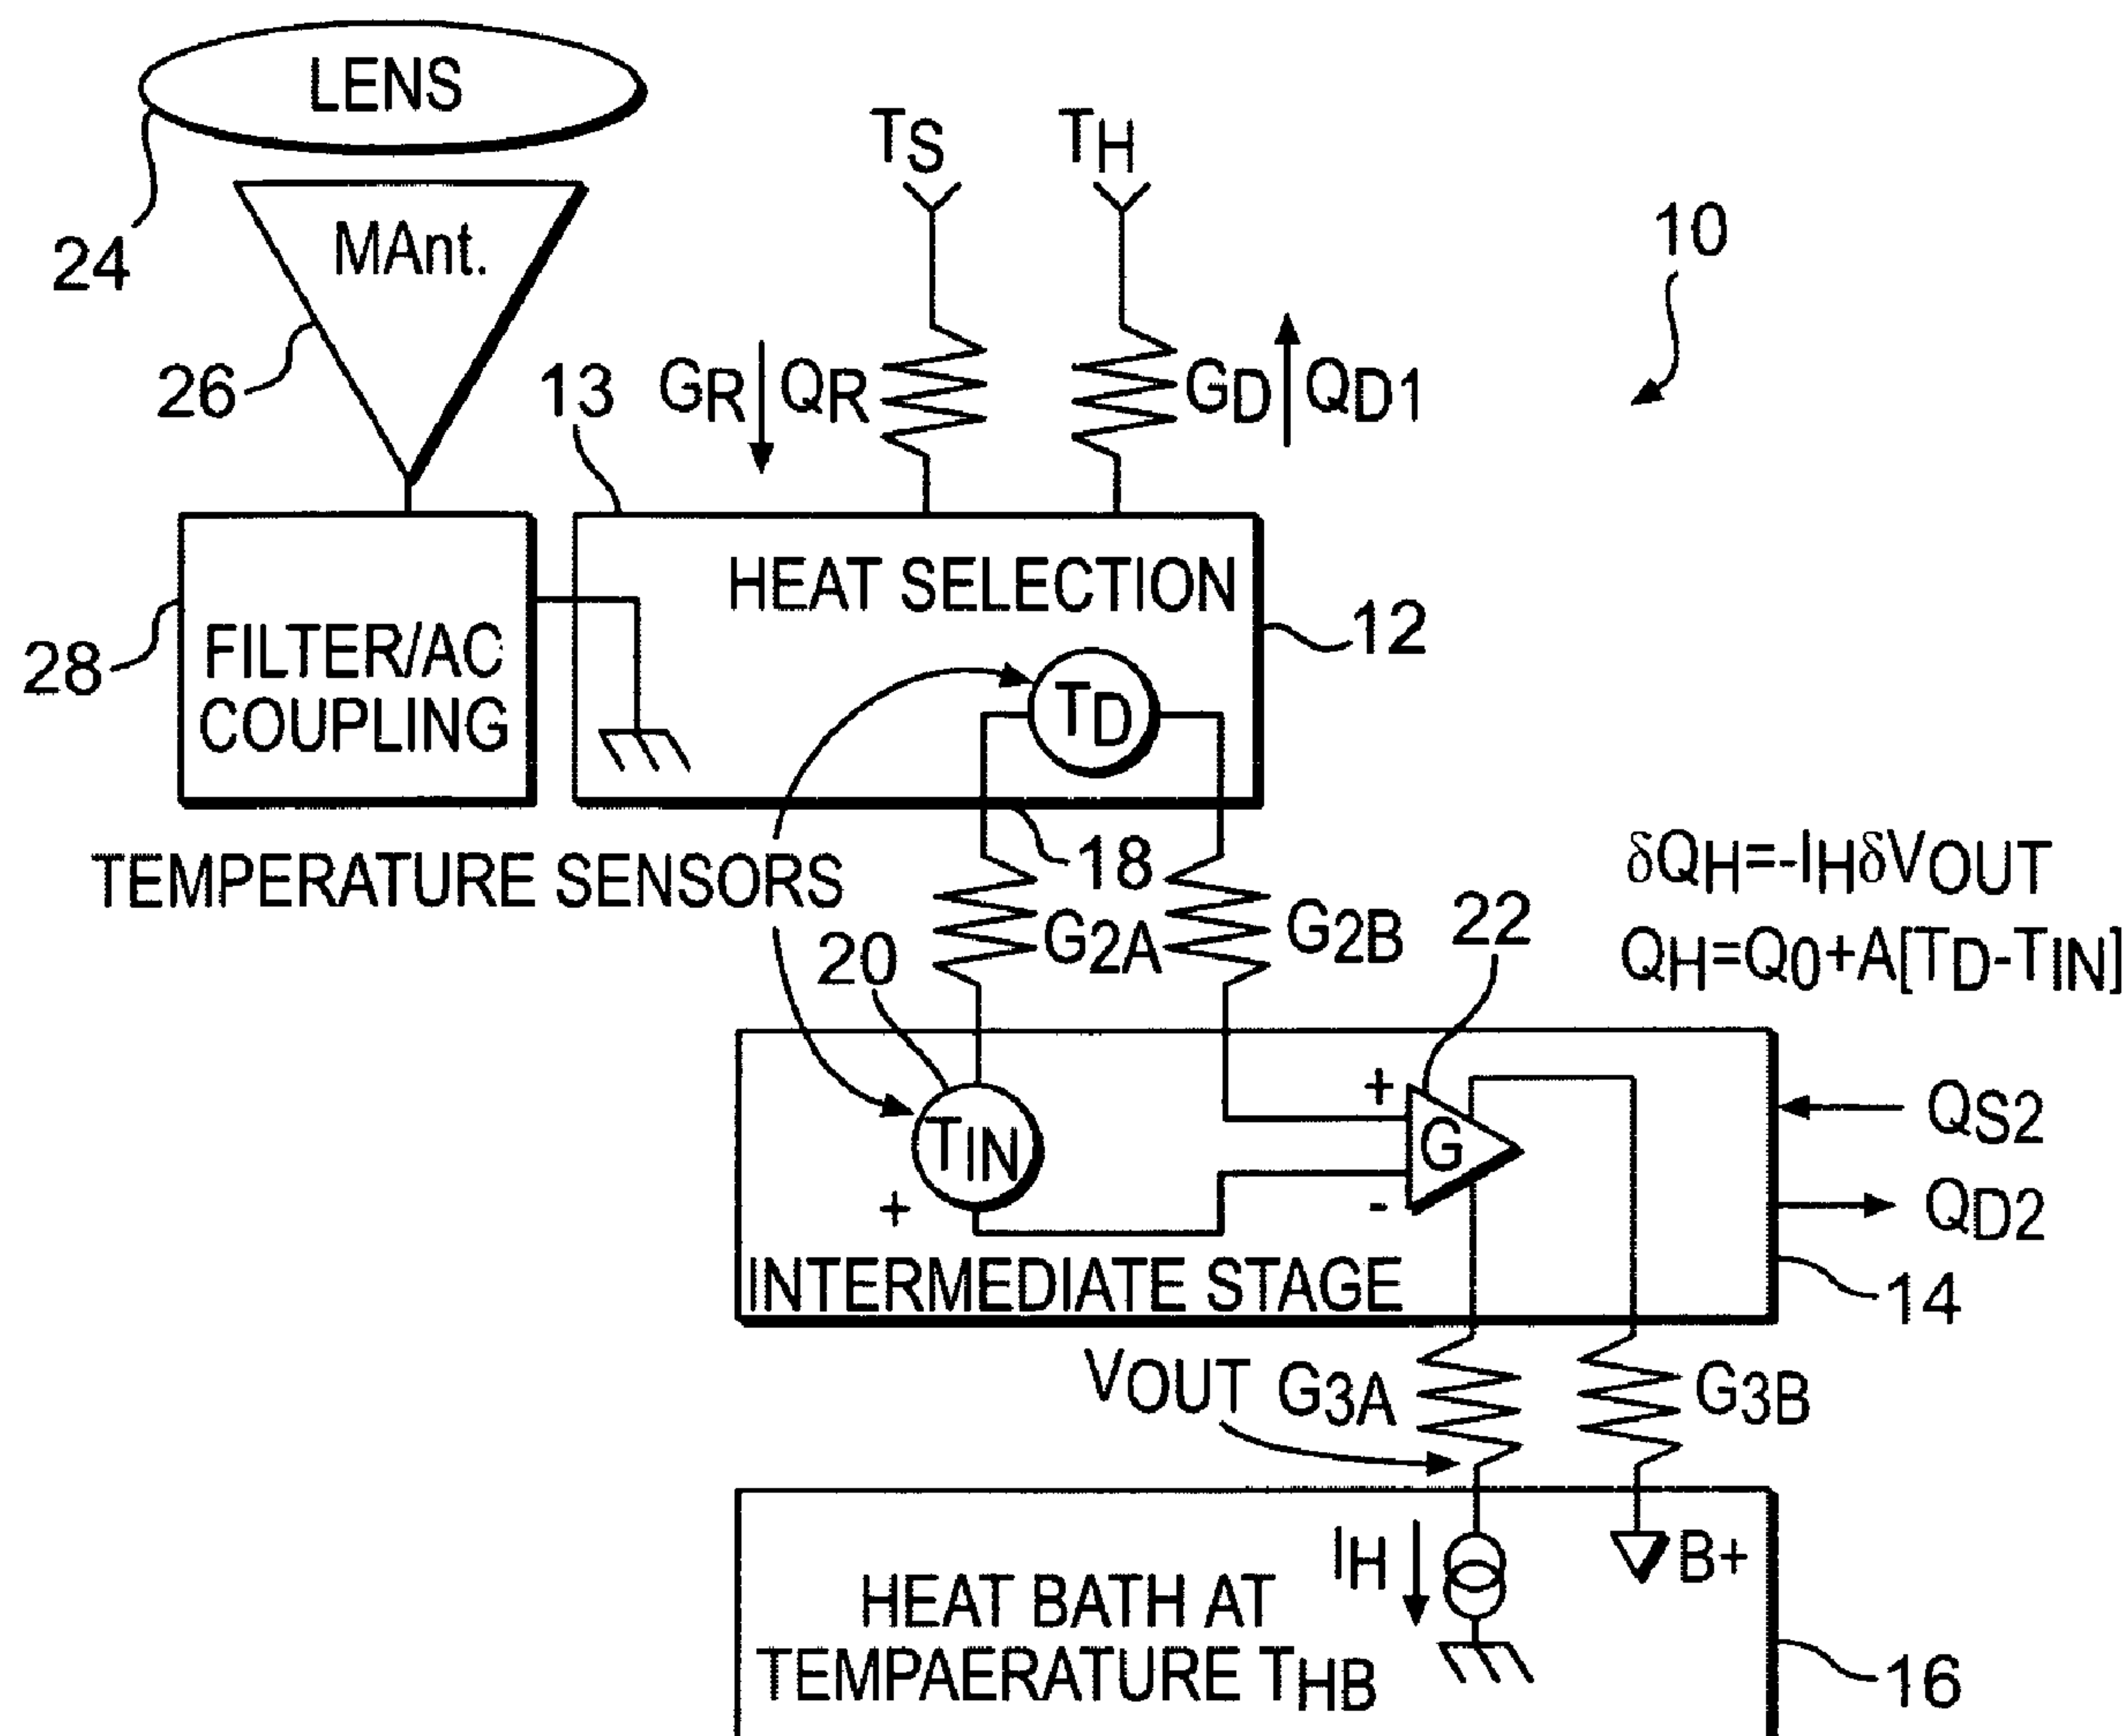 LENS
24
MAnt.
26
TS
TH
10
13
GR
QR
GD
QD1
HEAT SELECTION
12
28
FILTER/AC
COUPLING
TD
TEMPERATURE SENSORS
18
G2A
G2B
20
22
δQH=-IHδVOUT
QH=Q0+A[TD-TIN]
+
G
-
TIN
+
QS2
QD2
INTERMEDIATE STAGE
14
VOUT
G3A
G3B
IH
B+
HEAT BATH AT
TEMPAERATURE THB
16